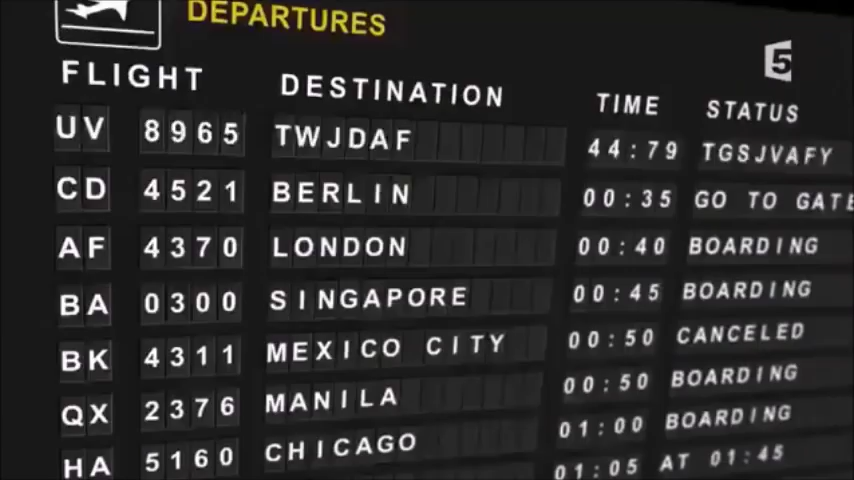 DEPARTURES
5
FLIGHT DESTINATION TIME STATUS
UV 8965 TWJDAF 44:79 TGSJVAFY
CD 4521 BERLIN 00:35 GO TO GATE
AF 4370 LONDON 00:40 BOARDING
BA 0300 SINGAPORE 00:45 BOARDING
BK 4311 MEXICO CITY 00:50 CANCELED
QX 2376 MANILA 00:50 BOARDING
HA 5160 CHICAGO 01:00 BOARDING
01:05 AT 01:45